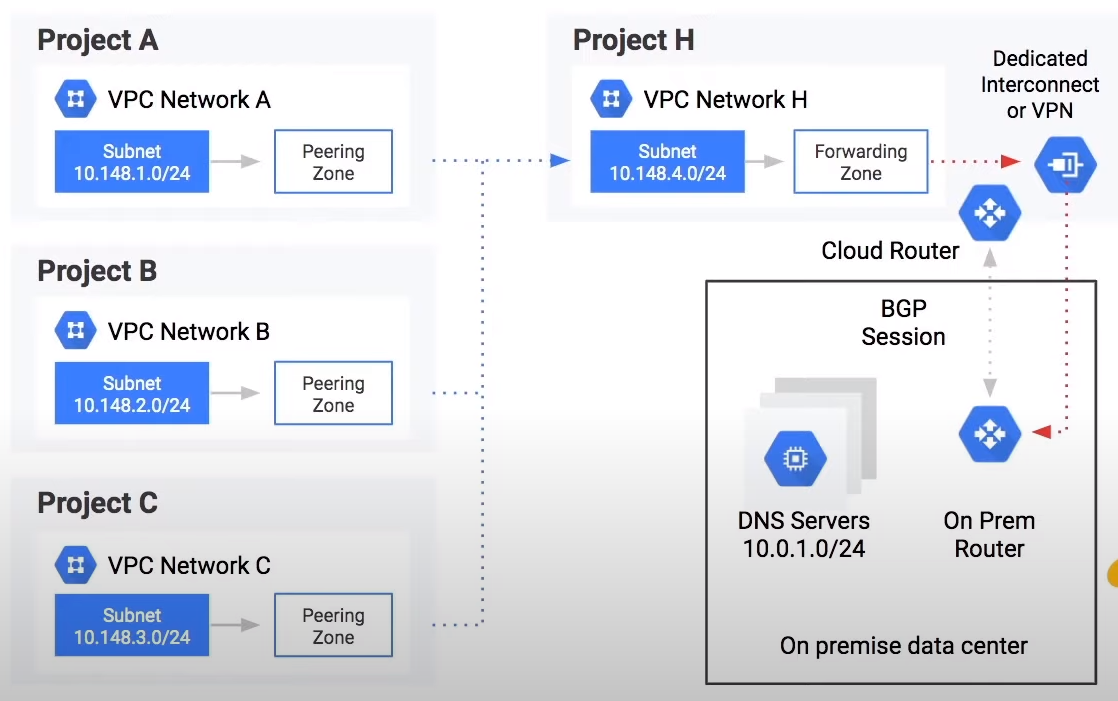 Project A
VPC Network A
Subnet
10.148.1.0/24
Peering
Zone
Project B
VPC Network B
Subnet
10.148.2.0/24
Peering
Zone
Project C
VPC Network C
Subnet
10.148.3.0/24
Peering
Zone
Project H
VPC Network H
Subnet
10.148.4.0/24
Forwarding
Zone
Dedicated
Interconnect
or VPN
Cloud Router
BGP
Session
DNS Servers
10.0.1.0/24
On Prem
Router
On premise data center